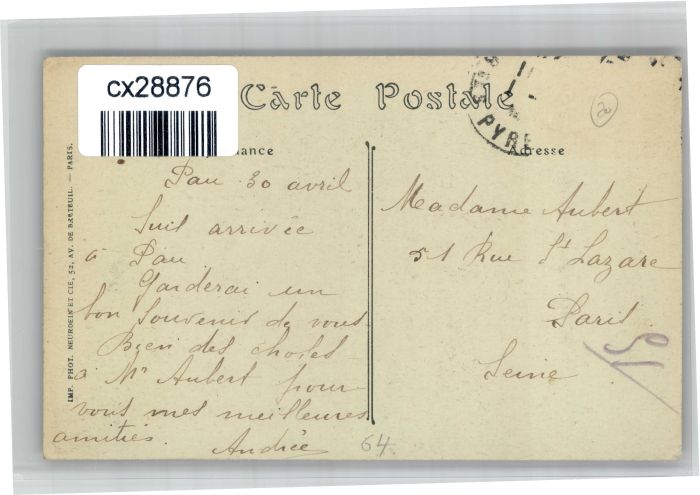 cx28876
Carte Postale
PYRE
20
ance
Adresse
IMP. PHOT. NEURDEIN ET CIE, 52, AV. DE BRETEUIL. — PARIS.
Pau 30 avril
Suis arrivée
à Pau
Garderai un
bon souvenir de vous
Bien des choses
à Mr Aubert pour
vous mes meilleures
amitiés.
Andrée
64
Madame Aubert
51 Rue St Lazare
Paris
Seine